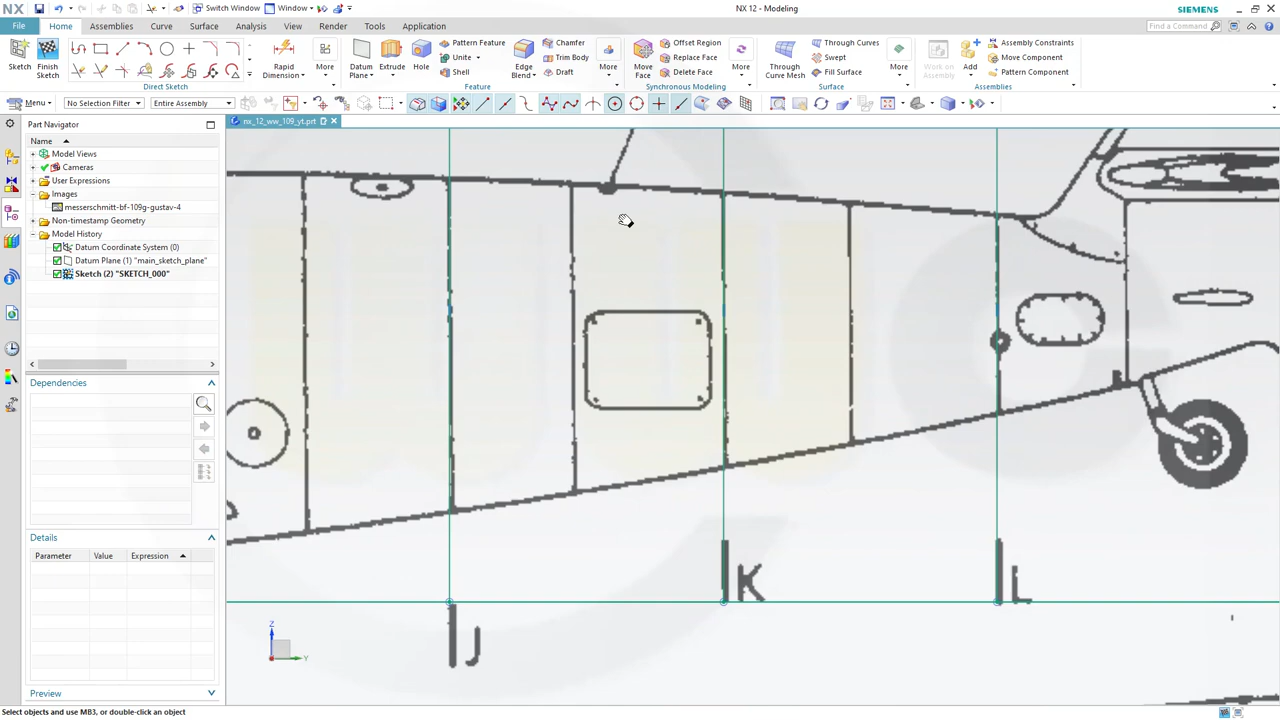 NX
Switch Window
Window
NX 12 - Modeling
SIEMENS
File
Home
Assemblies
Curve
Surface
Analysis
View
Render
Tools
Application
Find a Command
Sketch
Finish Sketch
Rapid Dimension
More
Direct Sketch
Datum Plane
Extrude
Hole
Pattern Feature
Unite
Shell
Edge Blend
Chamfer
Trim Body
Draft
More
Feature
Move Face
Offset Region
Replace Face
Delete Face
More
Synchronous Modeling
Through Curve Mesh
Through Curves
Swept
Fill Surface
More
Surface
Work on Assembly
Add
Assembly Constraints
Move Component
Pattern Component
Assemblies
Menu
No Selection Filter
Entire Assembly
Part Navigator
nx_12_ww_109_yt.prt
Name
Model Views
Cameras
User Expressions
Images
messerschmitt-bf-109g-gustav-4
Non-timestamp Geometry
Model History
Datum Coordinate System (0)
Datum Plane (1) "main_sketch_plane"
Sketch (2) "SKETCH_000"
Dependencies
Details
Parameter Value Expression
Preview
J
K
L
Z
Y
Select objects and use MB3, or double-click an object